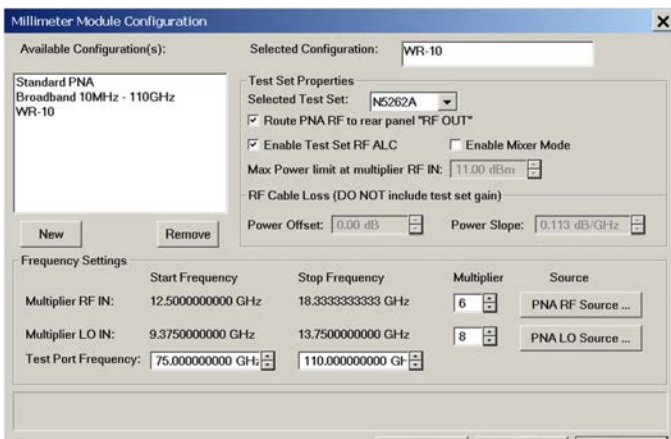 Millimeter Module Configuration
Available Configuration(s):
Selected Configuration: WR-10
Standard PNA
Broadband 10MHz - 110GHz
WR-10
New
Remove
Test Set Properties
Selected Test Set: N5262A
Route PNA RF to rear panel "RF OUT"
Enable Test Set RF ALC
Enable Mixer Mode
Max Power limit at multiplier RF IN: 11.00 dBm
RF Cable Loss (DO NOT include test set gain)
Power Offset: 0.00 dB
Power Slope: 0.113 dB/GHz
Frequency Settings
Start Frequency Stop Frequency Multiplier Source
Multiplier RF IN: 12.5000000000 GHz 18.3333333333 GHz 6 PNA RF Source ...
Multiplier LO IN: 9.3750000000 GHz 13.7500000000 GHz 8 PNA LO Source ...
Test Port Frequency: 75.000000000 GHz 110.000000000 GH